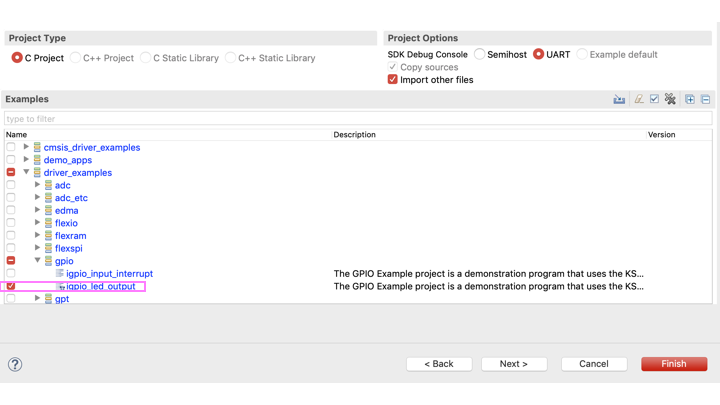 Project Type
C Project C++ Project C Static Library C++ Static Library
Project Options
SDK Debug Console Semihost UART Example default
Copy sources
Import other files
Examples
type to filter
Name Description Version
cmsis_driver_examples
demo_apps
driver_examples
adc
adc_etc
edma
flexio
flexram
flexspi
gpio
igpio_input_interrupt The GPIO Example project is a demonstration program that uses the KS...
igpio_led_output The GPIO Example project is a demonstration program that uses the KS...
gpt
? < Back Next > Cancel Finish